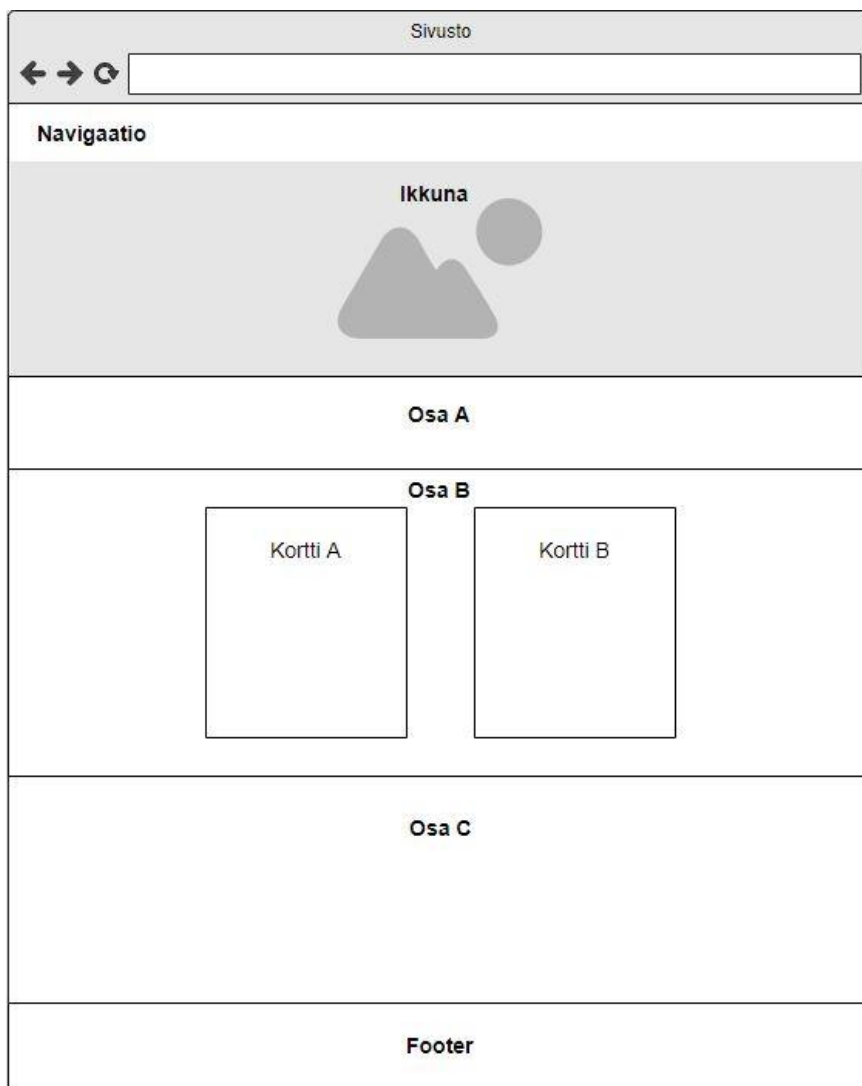 Sivusto
Navigaatio
Ikkuna
Osa A
Osa B
Kortti A
Kortti B
Osa C
Footer